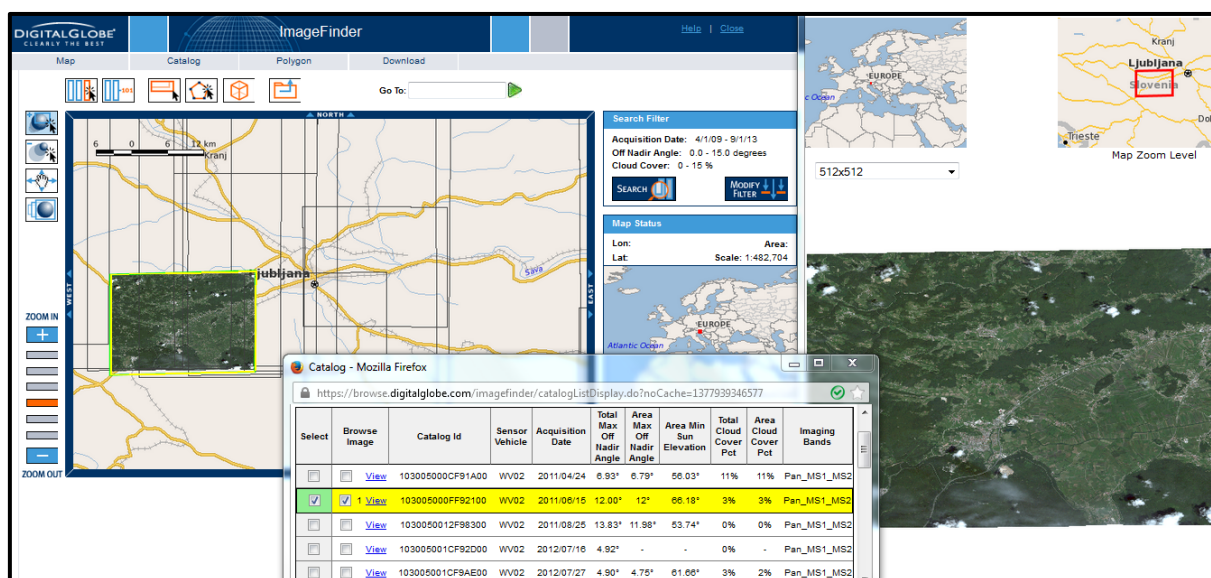 DIGITALGLOBE®
CLEARLY THE BEST
ImageFinder
Help | Close
Map Catalog Polygon Download
Go To:
NORTH
6 0 6 12 km
Kranj
Ljubljana
Sava
WEST
EAST
ZOOM IN
ZOOM OUT
Search Filter
Acquisition Date: 4/1/09 - 9/1/13
Off Nadir Angle: 0.0 - 15.0 degrees
Cloud Cover: 0 - 15 %
SEARCH
MODIFY FILTER
Map Status
Lon: Area:
Lat: Scale: 1:482,704
EUROPE
Atlantic Ocean
EUROPE
c Ocean
Kranj
Ljubljana
Slovenia
Trieste
Map Zoom Level
512x512
Catalog - Mozilla Firefox
https://browse.digitalglobe.com/imagefinder/catalogListDisplay.do?noCache=1377939346577
Select Browse Image Catalog Id Sensor Vehicle Acquisition Date Total Max Off Nadir Angle Area Max Off Nadir Angle Area Min Sun Elevation Total Cloud Cover Pct Area Cloud Cover Pct Imaging Bands
View 103005000CF91A00 WV02 2011/04/24 6.93° 6.79° 56.03° 11% 11% Pan_MS1_MS2
1 View 103005000FF92100 WV02 2011/06/15 12.00° 12° 66.18° 3% 3% Pan_MS1_MS2
View 103005012F98300 WV02 2011/08/25 13.83° 11.98° 53.74° 0% 0% Pan_MS1_MS2
View 103005001CF92D00 WV02 2012/07/16 4.92° - - 0% - Pan_MS1_MS2
View 103005001CF9AE00 WV02 2012/07/27 4.90° 4.75° 61.66° 3% 2% Pan_MS1_MS2